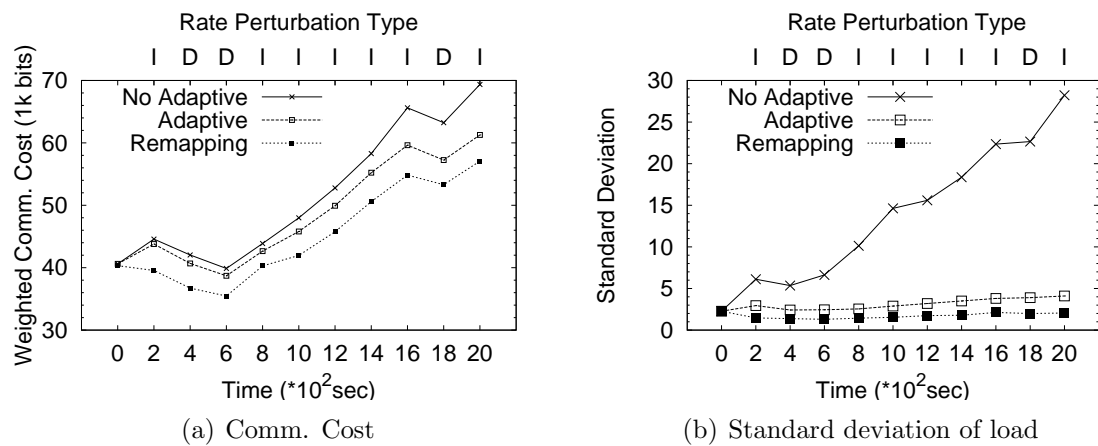 Rate Perturbation Type
I D D I I I I I D I
70
60
50
40
30
Weighted Comm. Cost (1k bits)
No Adaptive
Adaptive
Remapping
0 2 4 6 8 10 12 14 16 18 20
Time (*10²sec)
(a) Comm. Cost
Rate Perturbation Type
I D D I I I I I D I
30
25
20
15
10
5
0
Standard Deviation
No Adaptive
Adaptive
Remapping
0 2 4 6 8 10 12 14 16 18 20
Time (*10²sec)
(b) Standard deviation of load